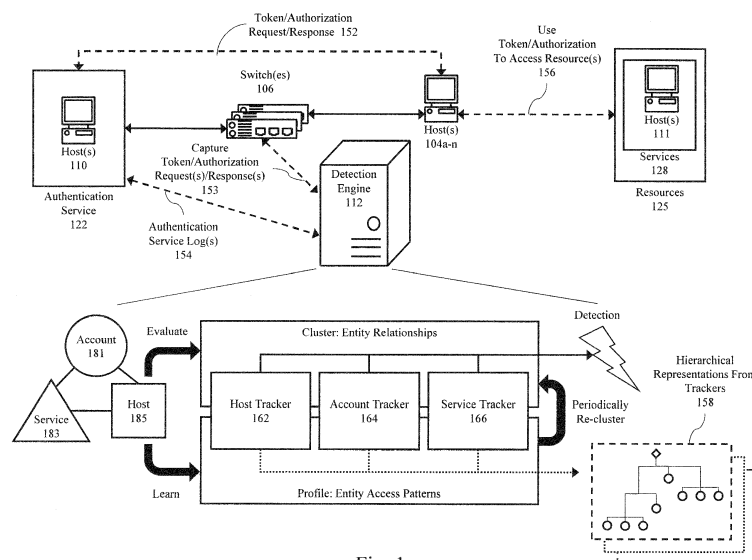 Token/Authorization
Request/Response 152
Use
Token/Authorization
To Access Resource(s)
156
Switch(es)
106
Host(s)
110
Host(s)
104a-n
Host(s)
111
Services
128
Resources
125
Capture
Token/Authorization
Request(s)/Response(s)
153
Detection
Engine
112
Authentication
Service
122
Authentication
Service Log(s)
154
Account
181
Service
183
Host
185
Evaluate
Learn
Cluster: Entity Relationships
Host Tracker
162
Account Tracker
164
Service Tracker
166
Profile: Entity Access Patterns
Detection
Periodically
Re-cluster
Hierarchical
Representations From
Trackers
158